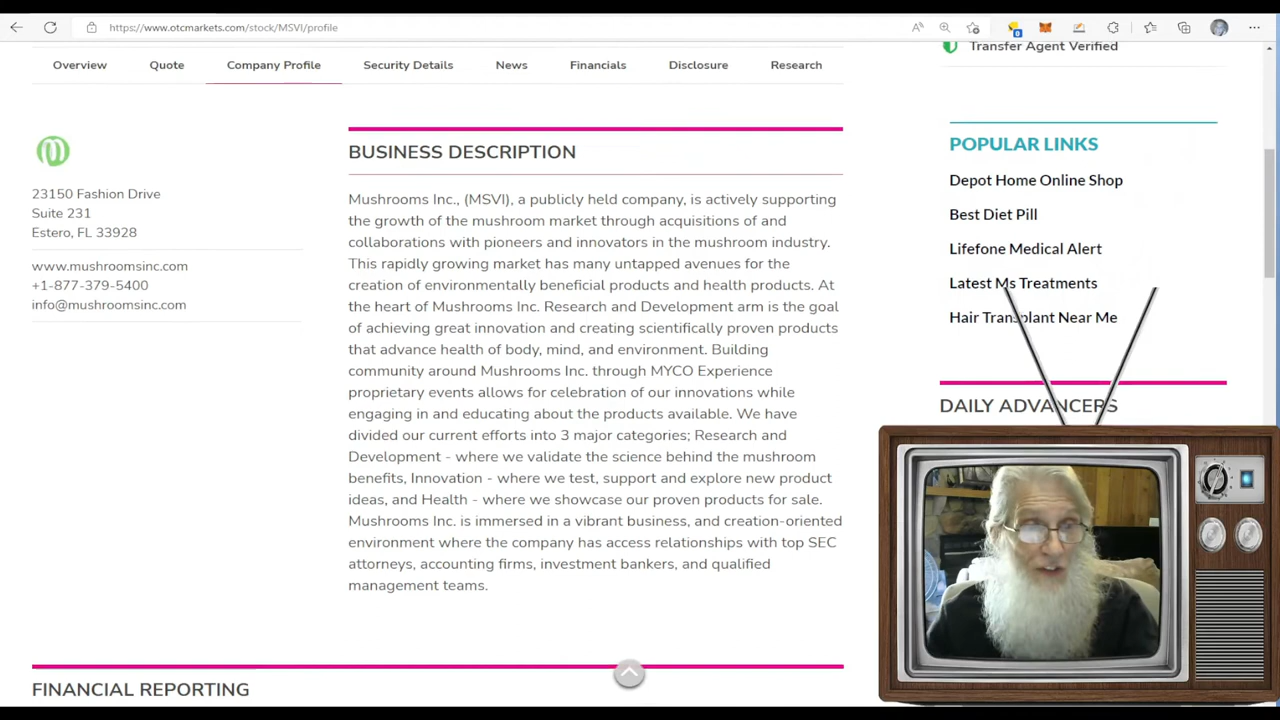 https://www.otcmarkets.com/stock/MSVI/profile
Transfer Agent Verified
Overview
Quote
Company Profile
Security Details
News
Financials
Disclosure
Research
23150 Fashion Drive
Suite 231
Estero, FL 33928
www.mushroomsinc.com
+1-877-379-5400
info@mushroomsinc.com
BUSINESS DESCRIPTION
Mushrooms Inc., (MSVI), a publicly held company, is actively supporting
the growth of the mushroom market through acquisitions of and
collaborations with pioneers and innovators in the mushroom industry.
This rapidly growing market has many untapped avenues for the
creation of environmentally beneficial products and health products. At
the heart of Mushrooms Inc. Research and Development arm is the goal
of achieving great innovation and creating scientifically proven products
that advance health of body, mind, and environment. Building
community around Mushrooms Inc. through MYCO Experience
proprietary events allows for celebration of our innovations while
engaging in and educating about the products available. We have
divided our current efforts into 3 major categories; Research and
Development - where we validate the science behind the mushroom
benefits, Innovation - where we test, support and explore new product
ideas, and Health - where we showcase our proven products for sale.
Mushrooms Inc. is immersed in a vibrant business, and creation-oriented
environment where the company has access relationships with top SEC
attorneys, accounting firms, investment bankers, and qualified
management teams.
POPULAR LINKS
Depot Home Online Shop
Best Diet Pill
Lifefone Medical Alert
Latest Ms Treatments
Hair Transplant Near Me
DAILY ADVANCERS
FINANCIAL REPORTING